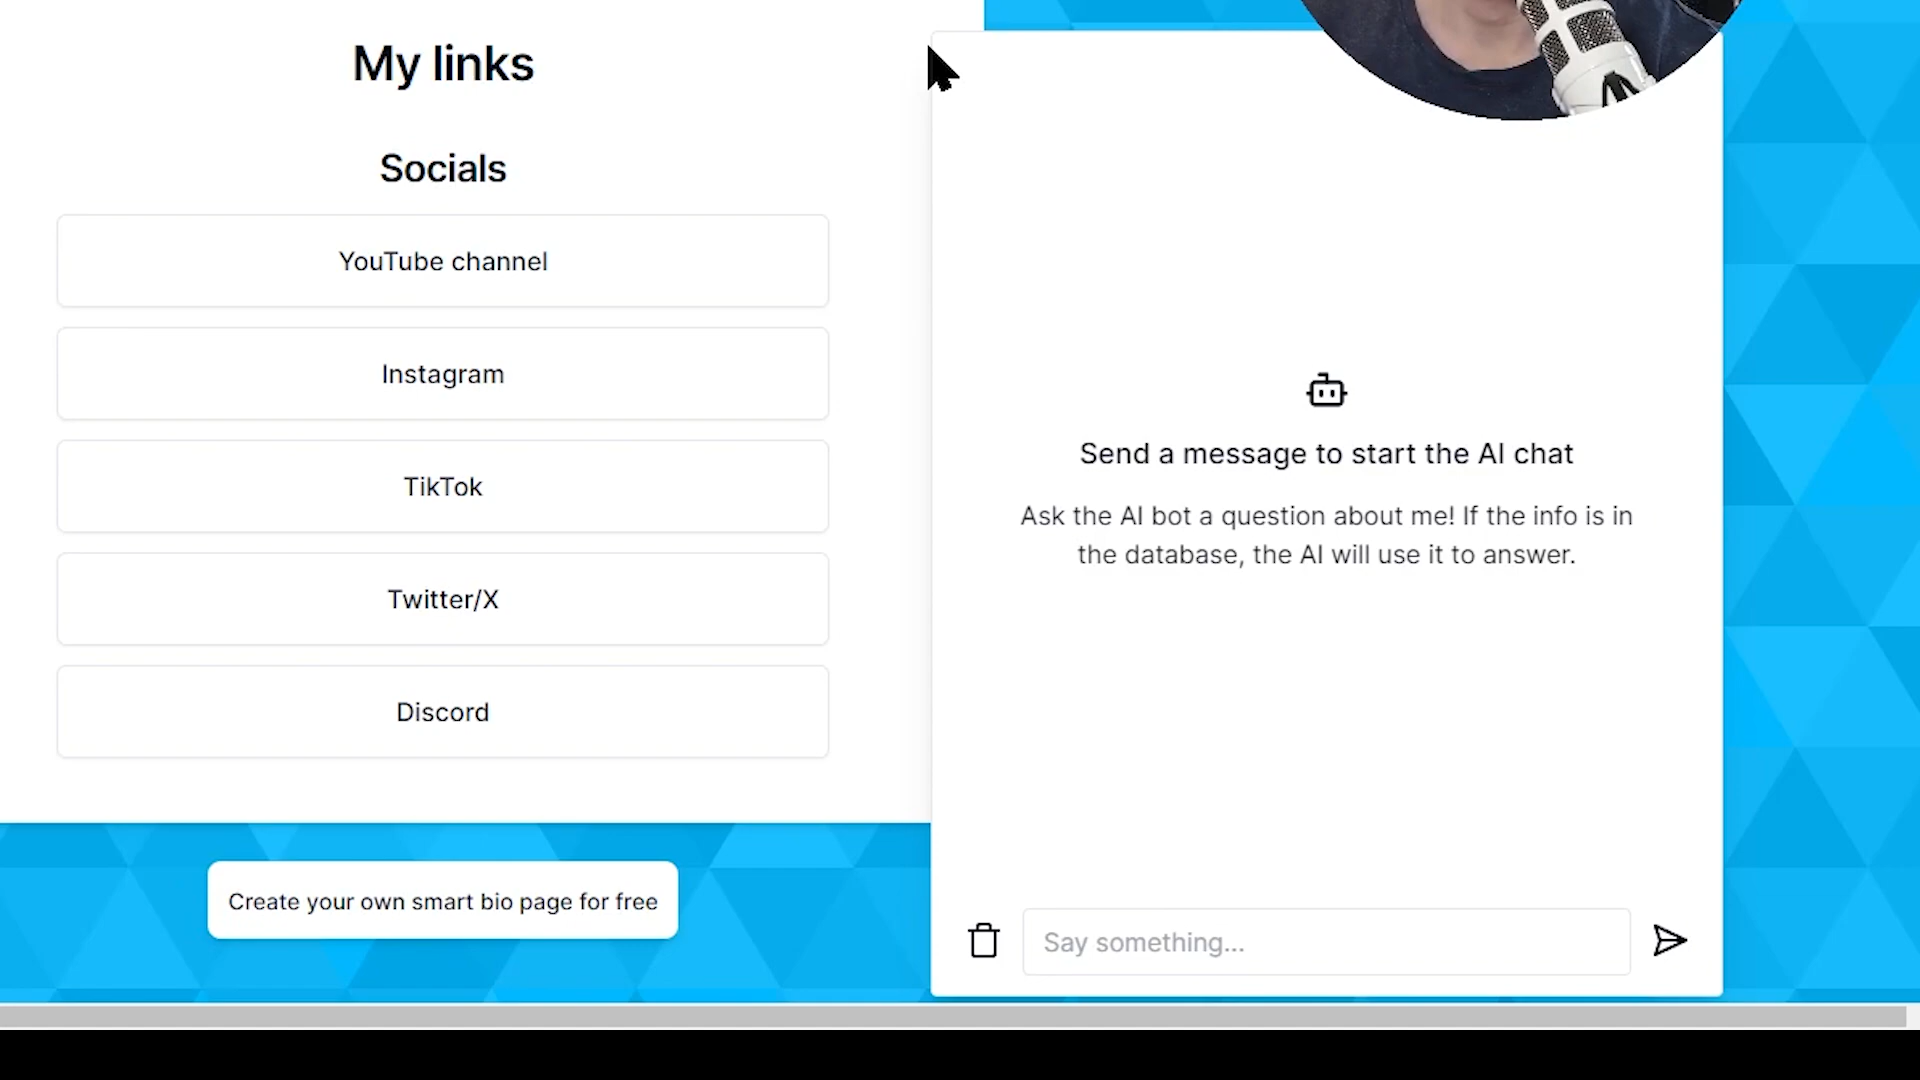 My links
Socials
YouTube channel
Instagram
TikTok
Twitter/X
Discord
Create your own smart bio page for free
Send a message to start the AI chat
Ask the AI bot a question about me! If the info is in
the database, the AI will use it to answer.
Say something...